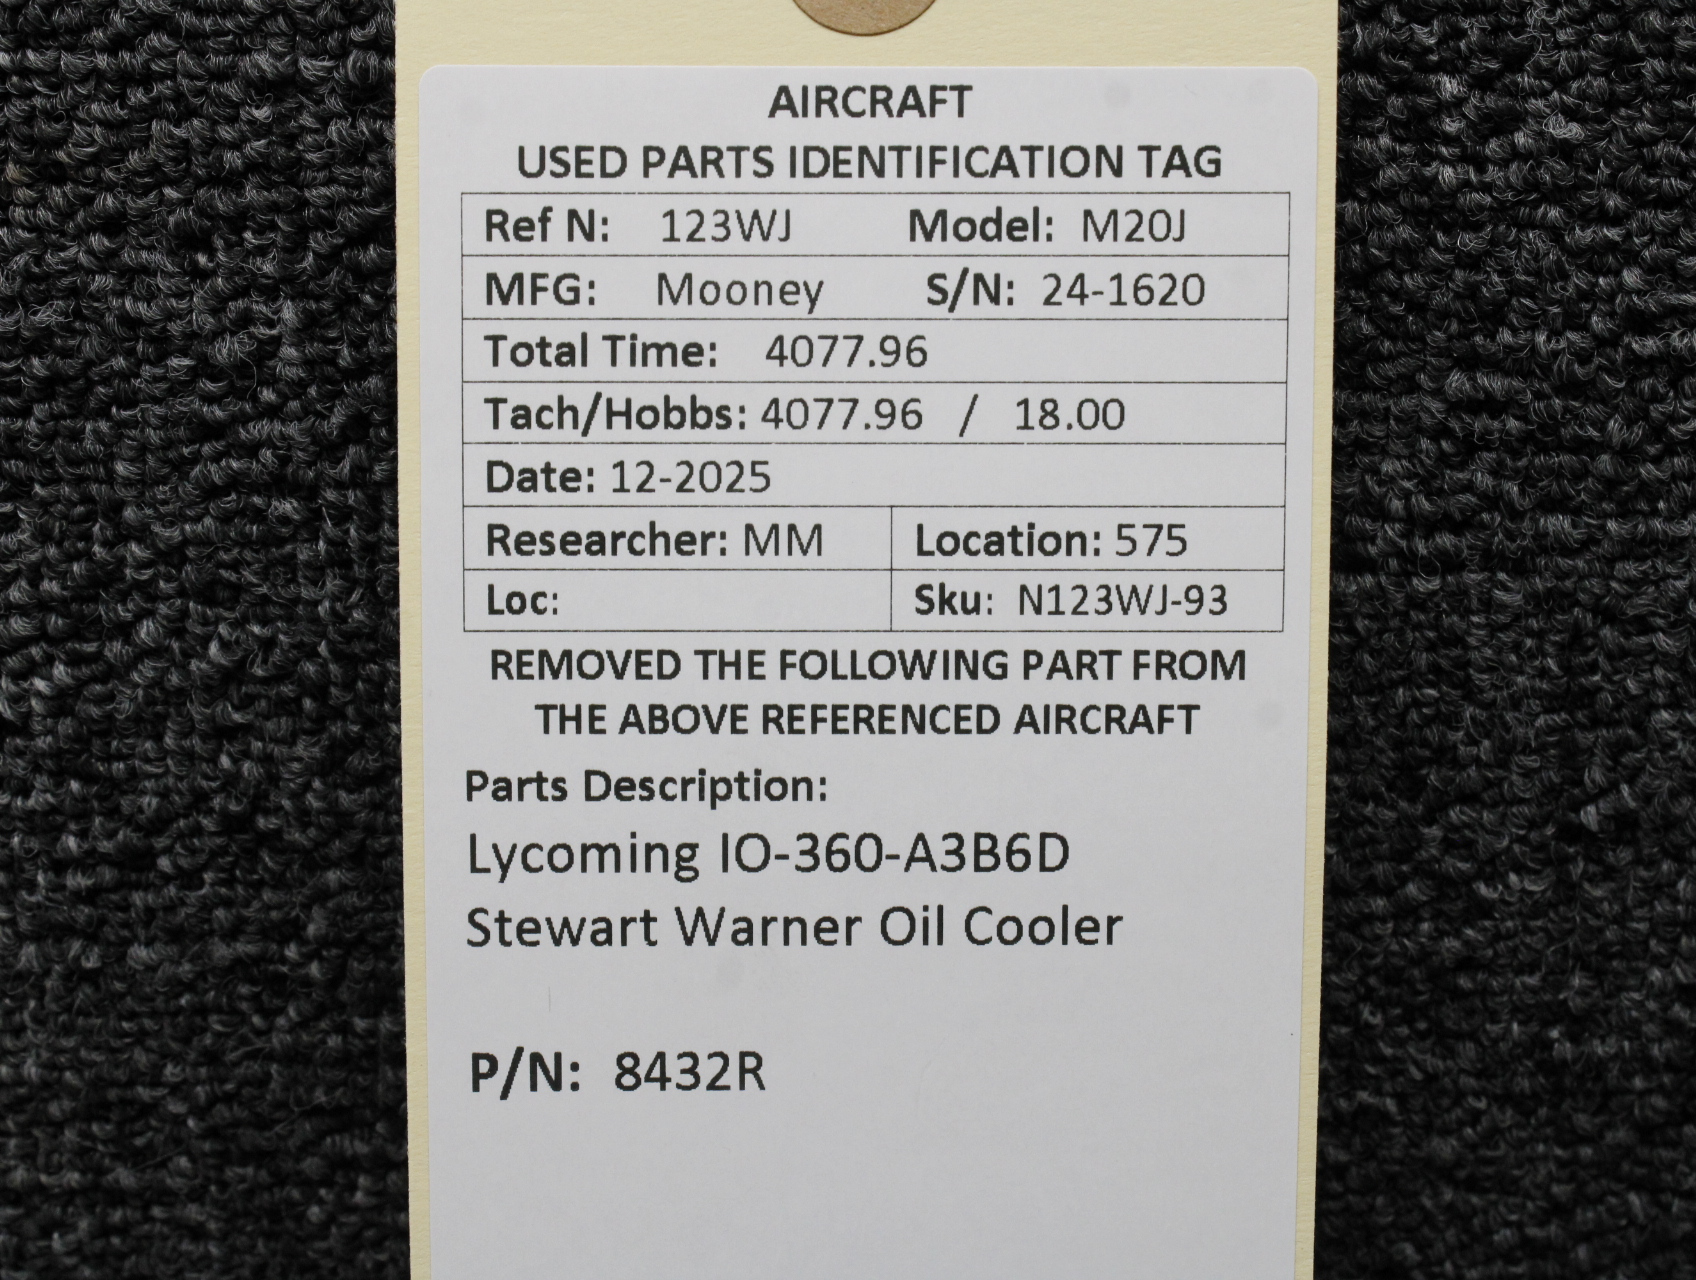 AIRCRAFT
USED PARTS IDENTIFICATION TAG
Ref N: 123WJ Model: M20J
MFG: Mooney S/N: 24-1620
Total Time: 4077.96
Tach/Hobbs: 4077.96 / 18.00
Date: 12-2025
Researcher: MM Location: 575
Loc: Sku: N123WJ-93
REMOVED THE FOLLOWING PART FROM
THE ABOVE REFERENCED AIRCRAFT
Parts Description:
Lycoming IO-360-A3B6D
Stewart Warner Oil Cooler
P/N: 8432R